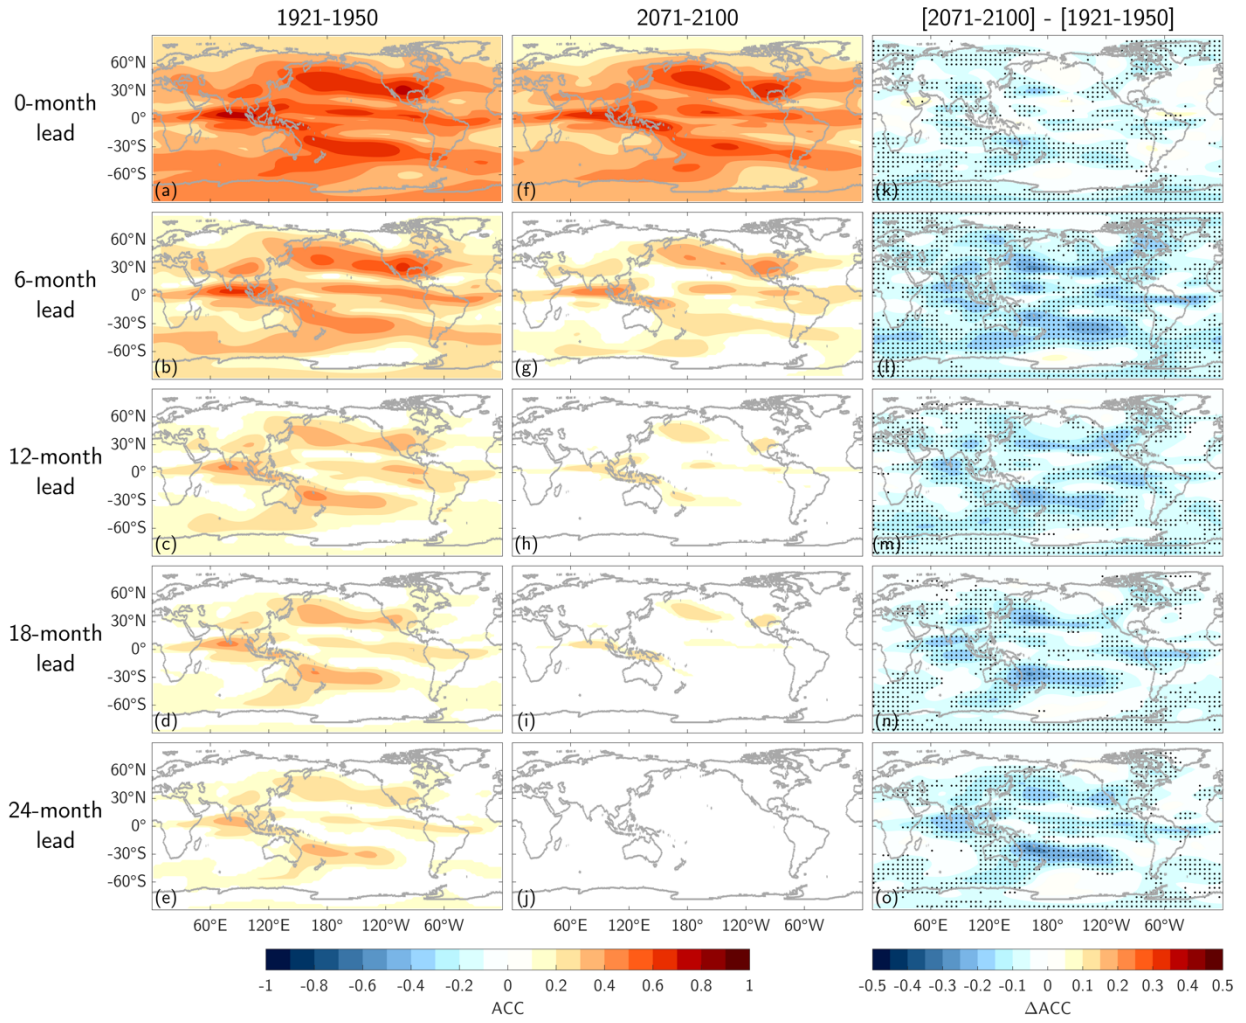 1921-1950 2071-2100 [2071-2100] - [1921-1950]
0-month
lead
60°N
30°N
0°
-30°S
-60°S
(a) (f) (k)
6-month
lead
60°N
30°N
0°
-30°S
-60°S
(b) (g) (l)
12-month
lead
60°N
30°N
0°
-30°S
-60°S
(c) (h) (m)
18-month
lead
60°N
30°N
0°
-30°S
-60°S
(d) (i) (n)
24-month
lead
60°N
30°N
0°
-30°S
-60°S
(e) (j) (o)
60°E 120°E 180° 120°W 60°W 60°E 120°E 180° 120°W 60°W 60°E 120°E 180° 120°W 60°W
-1 -0.8 -0.6 -0.4 -0.2 0 0.2 0.4 0.6 0.8 1 -0.5 -0.4 -0.3 -0.2 -0.1 0 0.1 0.2 0.3 0.4 0.5
ACC ΔACC